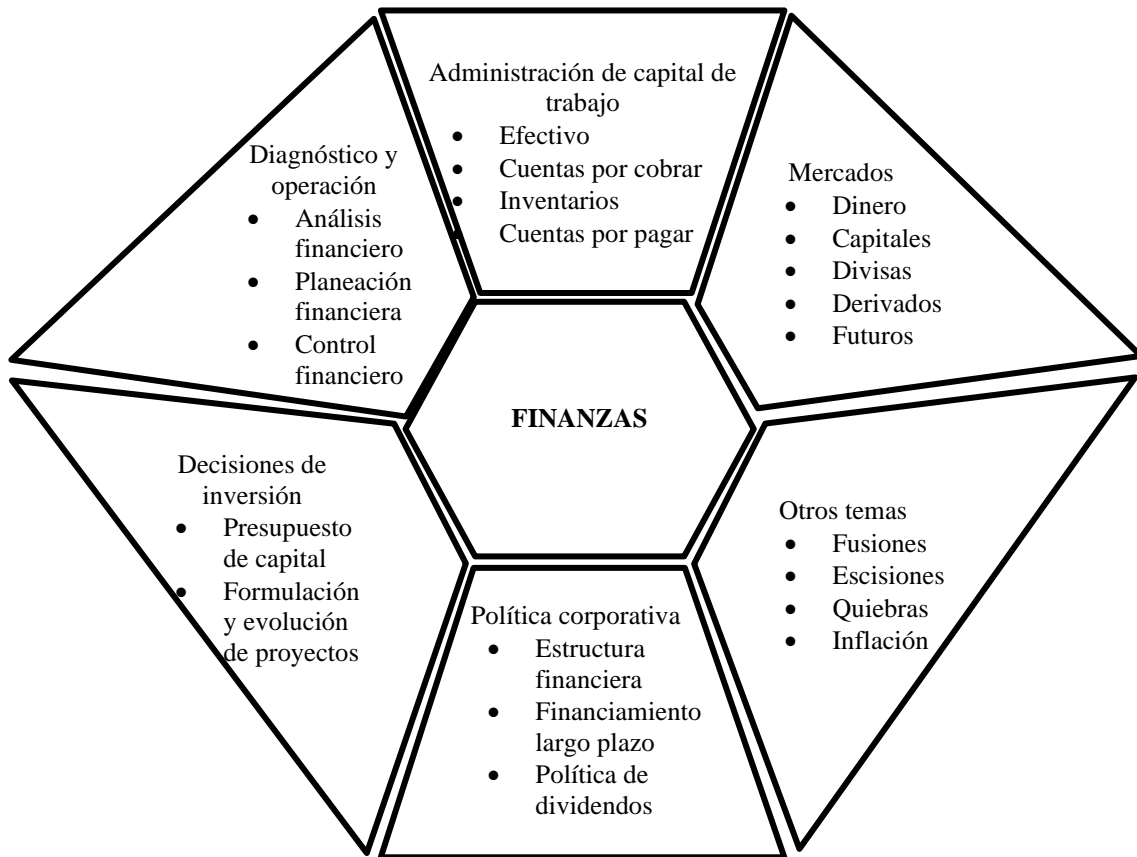 Administración de capital de
trabajo
• Efectivo
• Cuentas por cobrar
• Inventarios
• Cuentas por pagar
Diagnóstico y
operación
• Análisis
financiero
• Planeación
financiera
• Control
financiero
Mercados
• Dinero
• Capitales
• Divisas
• Derivados
• Futuros
FINANZAS
Decisiones de
inversión
• Presupuesto
de capital
• Formulación
y evolución
de proyectos
Política corporativa
• Estructura
financiera
• Financiamiento
largo plazo
• Política de
dividendos
Otros temas
• Fusiones
• Escisiones
• Quiebras
• Inflación